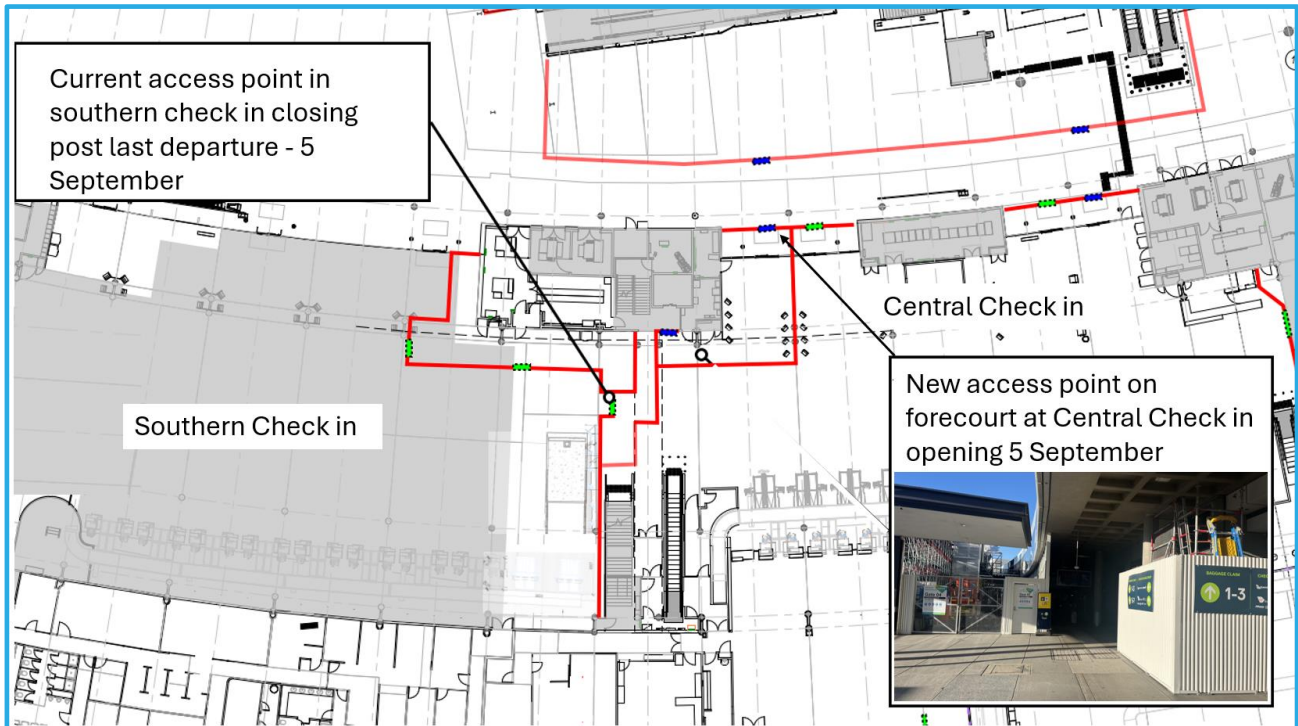 Current access point in
southern check in closing
post last departure - 5
September
Central Check in
Southern Check in
New access point on
forecourt at Central Check in
opening 5 September
BAGGAGE CLAIM
1-3